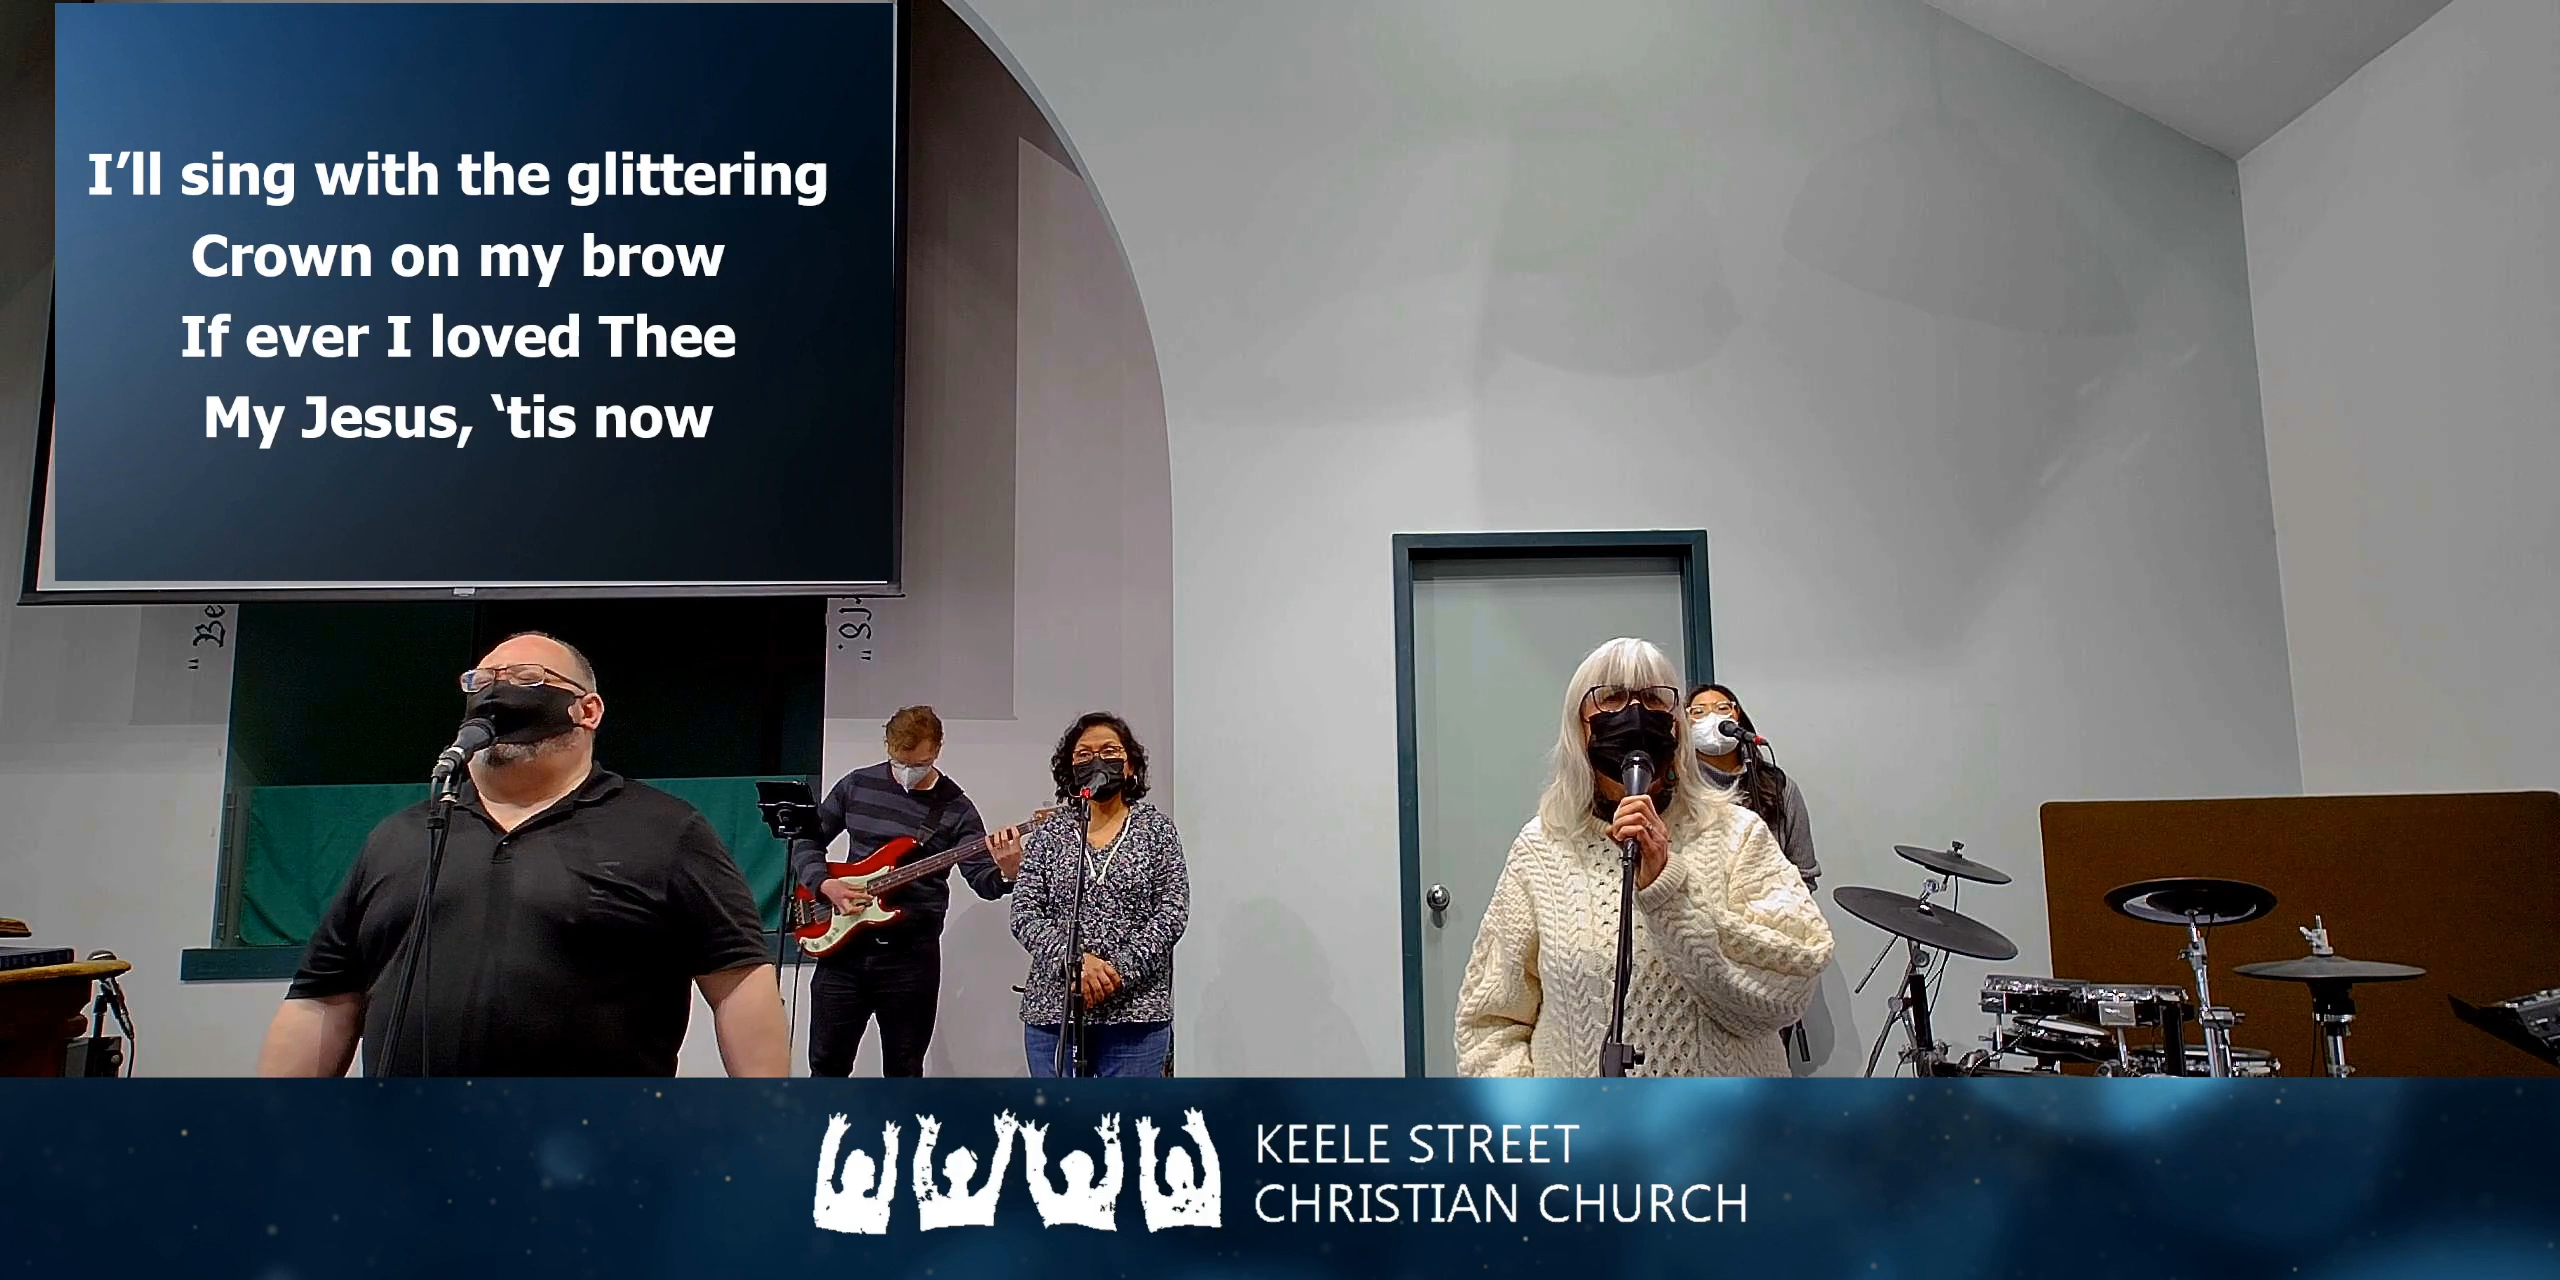 I’ll sing with the glittering
Crown on my brow
If ever I loved Thee
My Jesus, ‘tis now
"Be
KEELE STREET
CHRISTIAN CHURCH